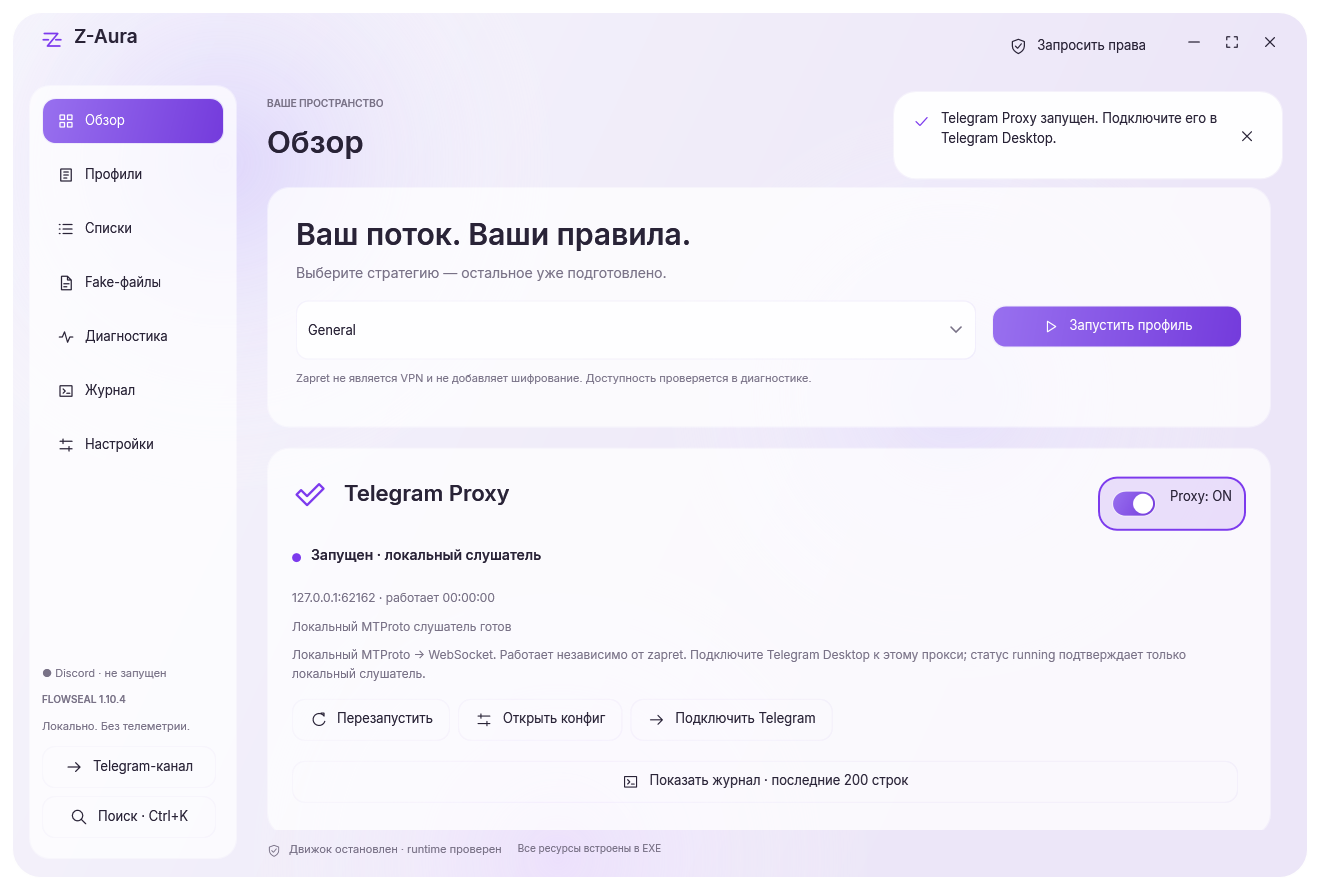 Z-Aura
Запросить права
Обзор
Профили
Списки
Fake-файлы
Диагностика
Журнал
Настройки
Discord · не запущен
FLOWSEAL 1.10.4
Локально. Без телеметрии.
Telegram-канал
Поиск · Ctrl+K
ВАШЕ ПРОСТРАНСТВО
Обзор
Telegram Proxy запущен. Подключите его в
Telegram Desktop.
Ваш поток. Ваши правила.
Выберите стратегию — остальное уже подготовлено.
General
Запустить профиль
Zapret не является VPN и не добавляет шифрование. Доступность проверяется в диагностике.
Telegram Proxy
Proxy: ON
Запущен · локальный слушатель
127.0.0.1:62162 · работает 00:00:00
Локальный MTProto слушатель готов
Локальный MTProto → WebSocket. Работает независимо от zapret. Подключите Telegram Desktop к этому прокси; статус running подтверждает только
локальный слушатель.
Перезапустить
Открыть конфиг
Подключить Telegram
Показать журнал · последние 200 строк
Движок остановлен · runtime проверен
Все ресурсы встроены в EXE